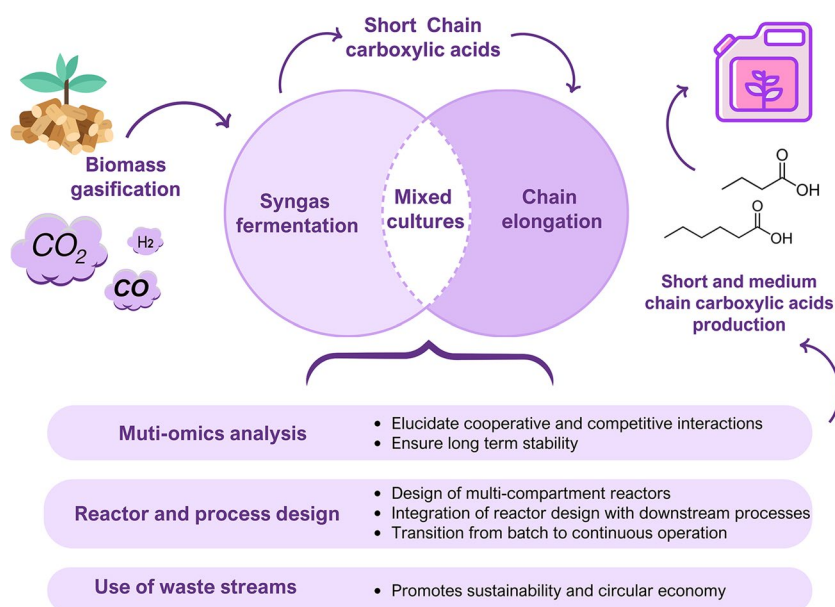 Short Chain
carboxylic acids
Biomass
gasification
CO2
H2
CO
Syngas
fermentation
Mixed
cultures
Chain
elongation
O
OH
O
OH
Short and medium
chain carboxylic acids
production
Muti-omics analysis
• Elucidate cooperative and competitive interactions
• Ensure long term stability
Reactor and process design
• Design of multi-compartment reactors
• Integration of reactor design with downstream processes
• Transition from batch to continuous operation
Use of waste streams
• Promotes sustainability and circular economy